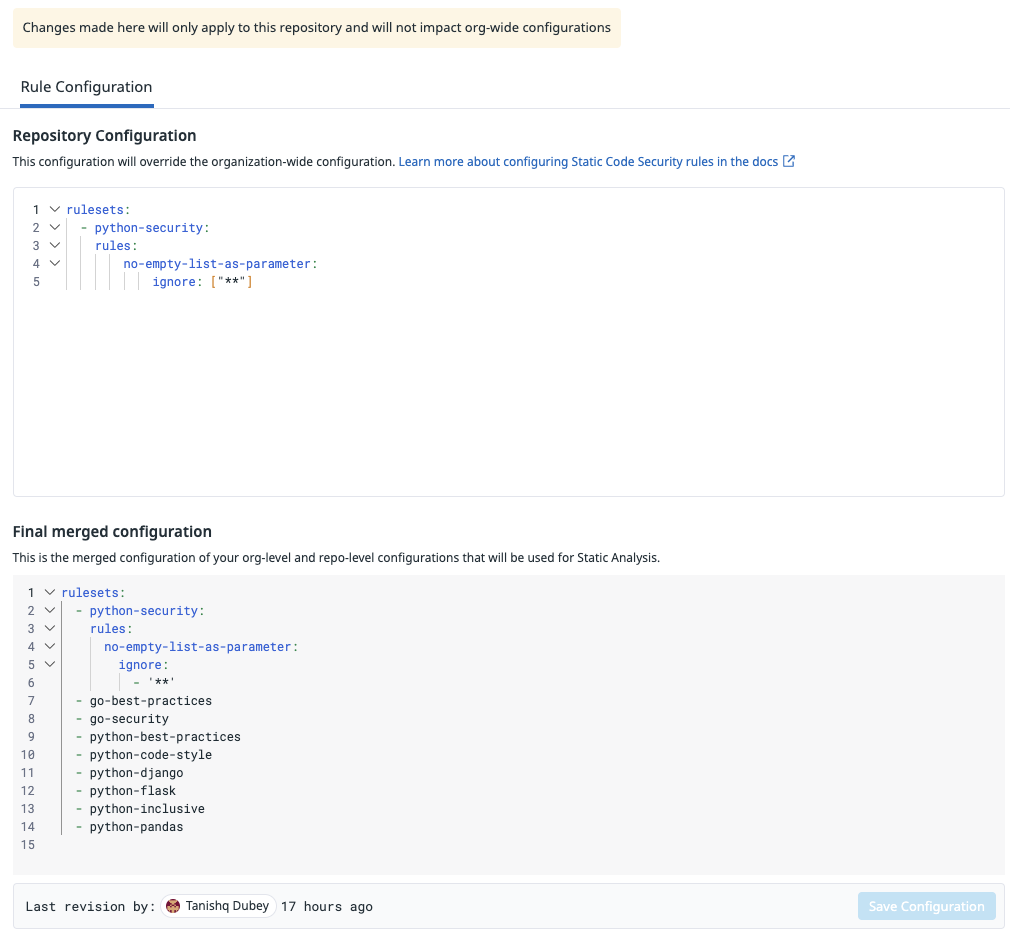 Changes made here will only apply to this repository and will not impact org-wide configurations
Rule Configuration
Repository Configuration
This configuration will override the organization-wide configuration. Learn more about configuring Static Code Security rules in the docs
1 rulesets:
2   - python-security:
3     rules:
4         no-empty-list-as-parameter:
5             ignore: ["**"]
Final merged configuration
This is the merged configuration of your org-level and repo-level configurations that will be used for Static Analysis.
1 rulesets:
2   - python-security:
3     rules:
4       no-empty-list-as-parameter:
5         ignore:
6           - '**'
7   - go-best-practices
8   - go-security
9   - python-best-practices
10   - python-code-style
11   - python-django
12   - python-flask
13   - python-inclusive
14   - python-pandas
15
Last revision by: Tanishq Dubey 17 hours ago
Save Configuration